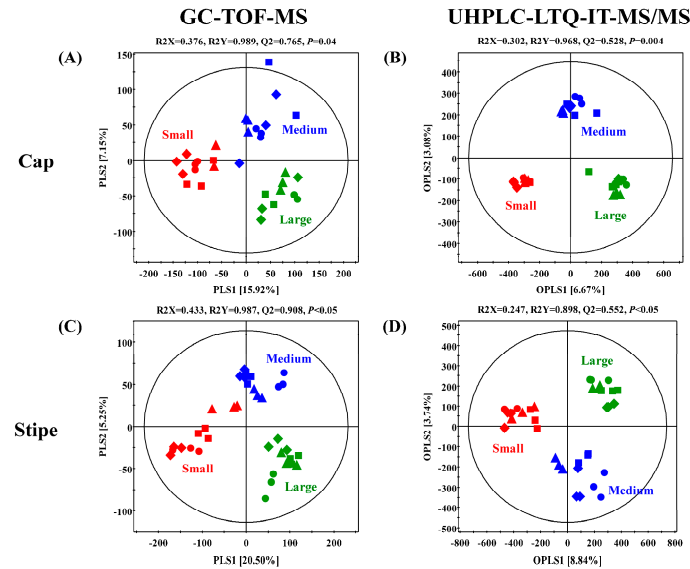 GC-TOF-MS
UHPLC-LTQ-IT-MS/MS
R2X=0.376, R2Y=0.989, Q2=0.765, P=0.04
R2X=0.302, R2Y=0.968, Q2=0.528, P=0.004
(A)
(B)
Cap
PLS2 [7.15%]
150
100
50
0
-50
-100
Small
Medium
Large
-200 -150 -100 -50 0 50 100 150 200
PLS1 [15.92%]
OPLS2 [3.08%]
400
300
200
100
0
-100
-200
-300
-400
Medium
Small
Large
-600 -400 -200 0 200 400 600
OPLS1 [6.67%]
R2X=0.433, R2Y=0.987, Q2=0.908, P<0.05
R2X=0.247, R2Y=0.898, Q2=0.552, P<0.05
(C)
(D)
Stipe
PLS2 [5.25%]
100
50
0
-50
-100
Medium
Small
Large
-200 -100 0 100 200
PLS1 [20.50%]
OPLS2 [3.74%]
500
400
300
200
100
0
-100
-200
-300
-400
-500
Large
Small
Medium
-800 -600 -400 -200 0 200 400 600 800
OPLS1 [8.84%]